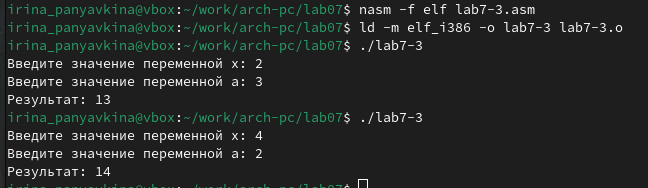 irina_panyavkina@vbox:~/work/arch-pc/lab07$ nasm -f elf lab7-3.asm
irina_panyavkina@vbox:~/work/arch-pc/lab07$ ld -m elf_i386 -o lab7-3 lab7-3.o
irina_panyavkina@vbox:~/work/arch-pc/lab07$ ./lab7-3
Введите значение переменной x: 2
Введите значение переменной a: 3
Результат: 13
irina_panyavkina@vbox:~/work/arch-pc/lab07$ ./lab7-3
Введите значение переменной x: 4
Введите значение переменной a: 2
Результат: 14
irina_panyavkina@vbox:~/work/arch-pc/lab07$